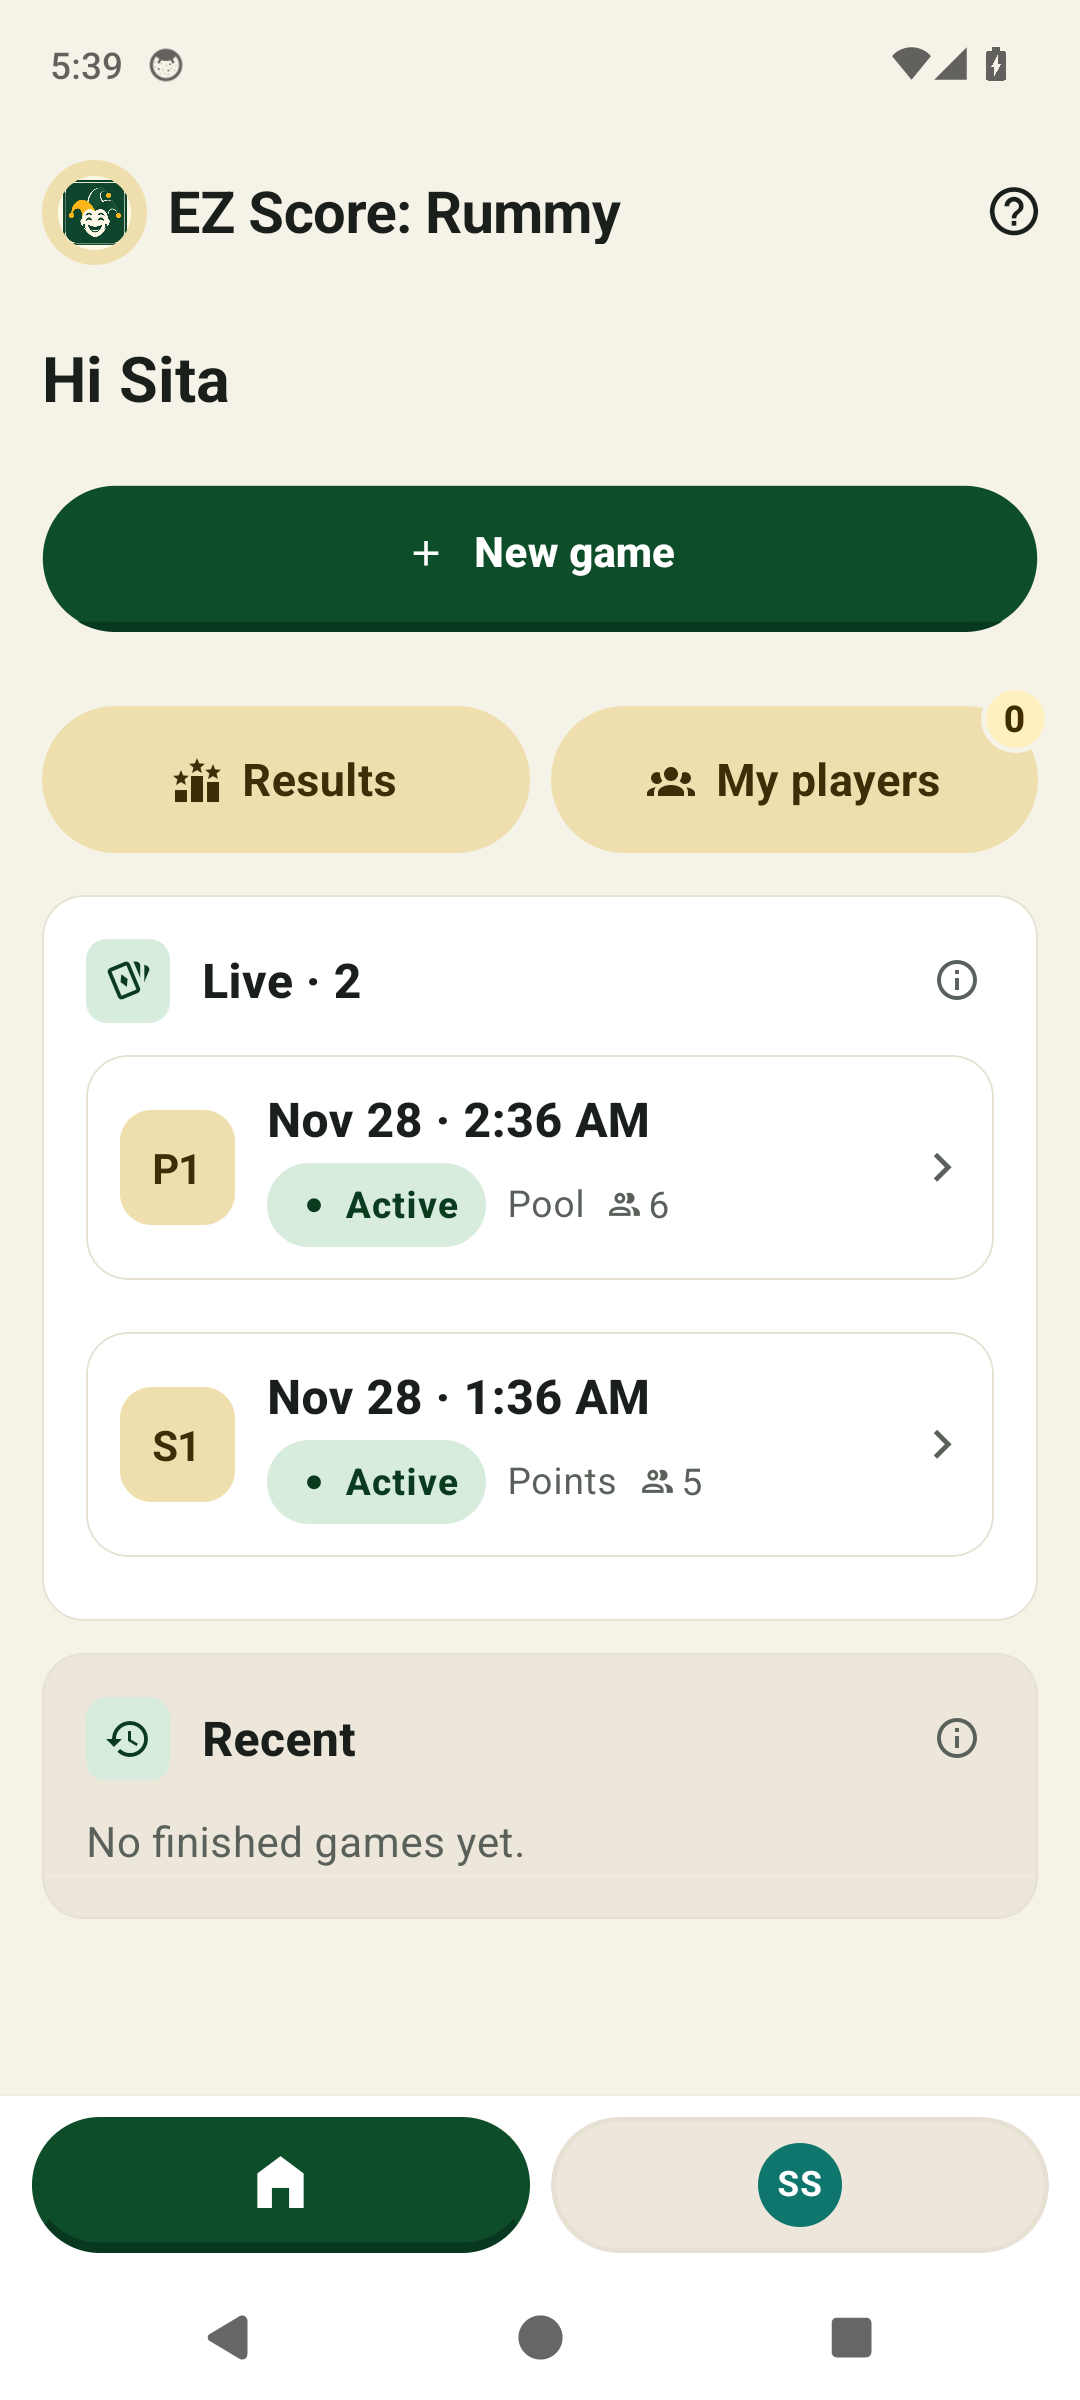 5:39
EZ Score: Rummy
Hi Sita
New game
0
Results
My players
Live · 2
P1
Nov 28 · 2:36 AM
• Active Pool 6
S1
Nov 28 · 1:36 AM
• Active Points 5
Recent
No finished games yet.
SS